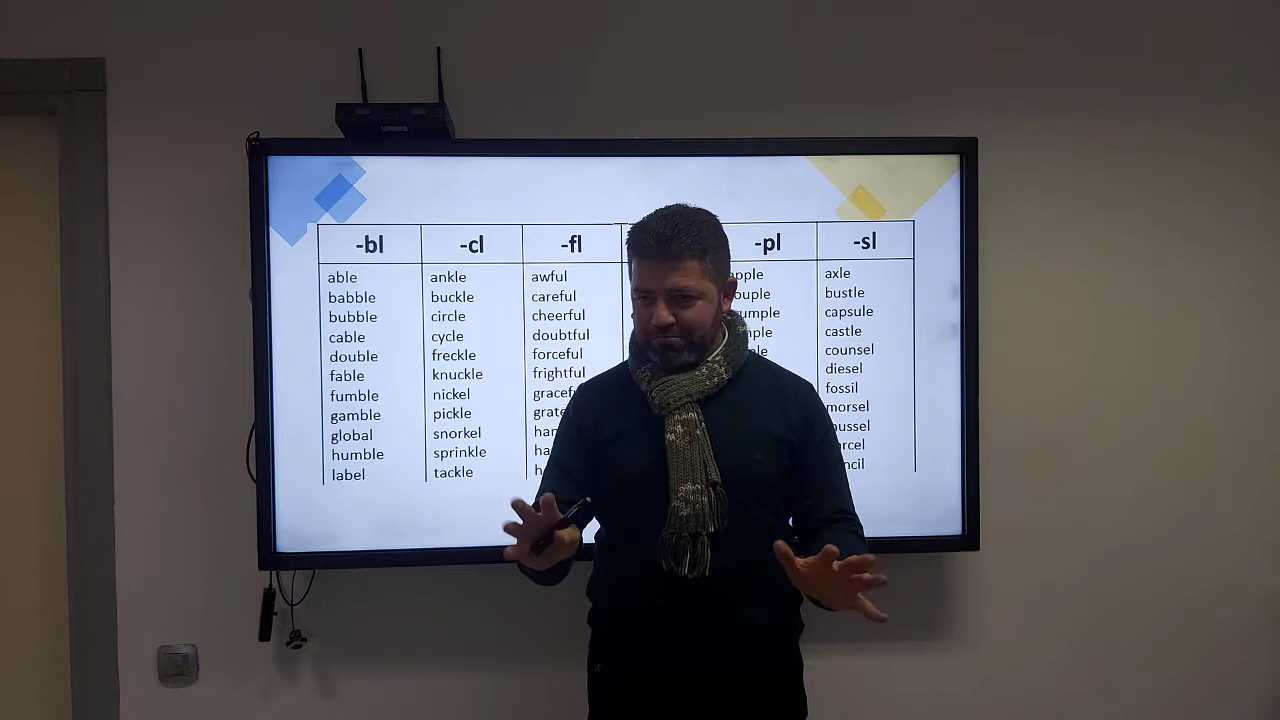 -bl -cl -fl -pl -sl
able ankle awful axle
babble buckle careful bustle
bubble circle cheerful capsule
cable cycle doubtful castle
double freckle forceful counsel
fable knuckle frightful diesel
fumble nickel fossil
gamble pickle
global snorkel
humble sprinkle
label tackle